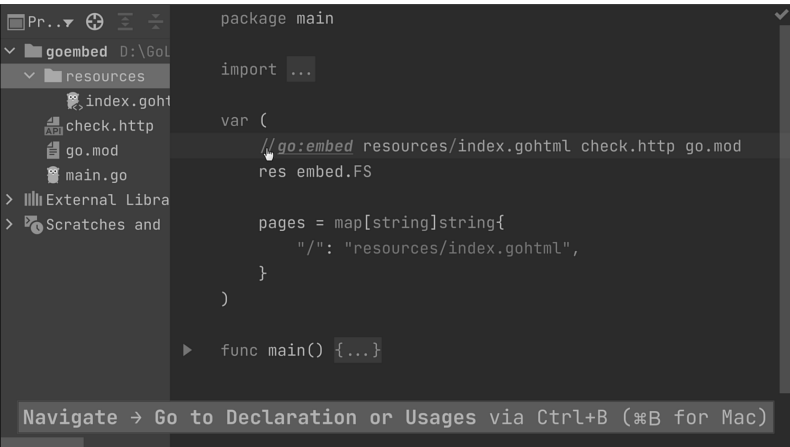 Pr...
goembed D:\GoL
resources
index.goht
check.http
API
go.mod
main.go
External Libra
Scratches and
package main
import ...
var (
//go:embed resources/index.gohtml check.http go.mod
res embed.FS
pages = map[string]string{
"/": "resources/index.gohtml",
}
)
func main() {...}
Navigate → Go to Declaration or Usages via Ctrl+B (⌘B for Mac)